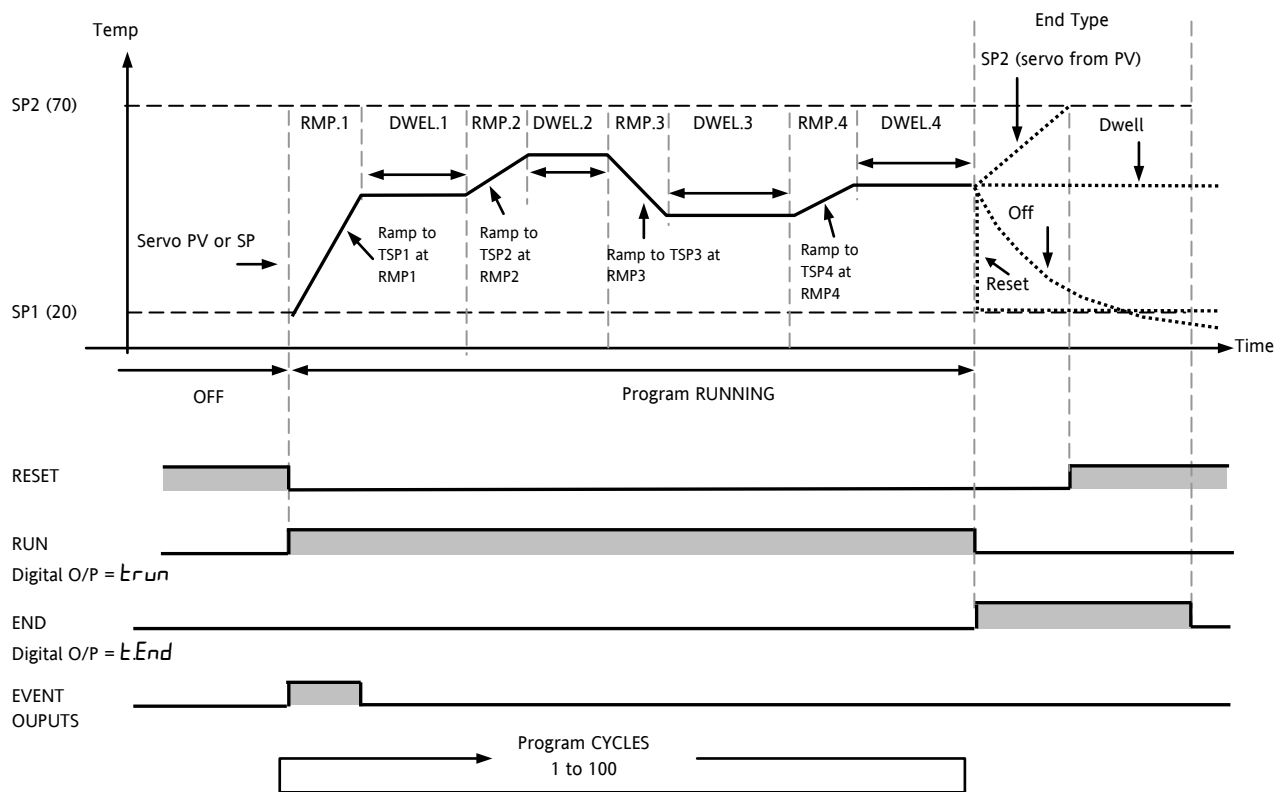 End Type
Temp
SP2 (servo from PV)
SP2 (70)
RMP.1 DWEL.1 RMP.2 DWEL.2 RMP.3 DWEL.3 RMP.4 DWEL.4
Dwell
Servo PV or SP
Ramp to
TSP1 at
RMP1
Ramp to
TSP2 at
RMP2
Ramp to TSP3 at
RMP3
Ramp to
TSP4 at
RMP4
Off
Reset
SP1 (20)
Time
OFF
Program RUNNING
RESET
RUN
Digital O/P = trun
END
Digital O/P = t.End
EVENT
OUPUTS
Program CYCLES
1 to 100